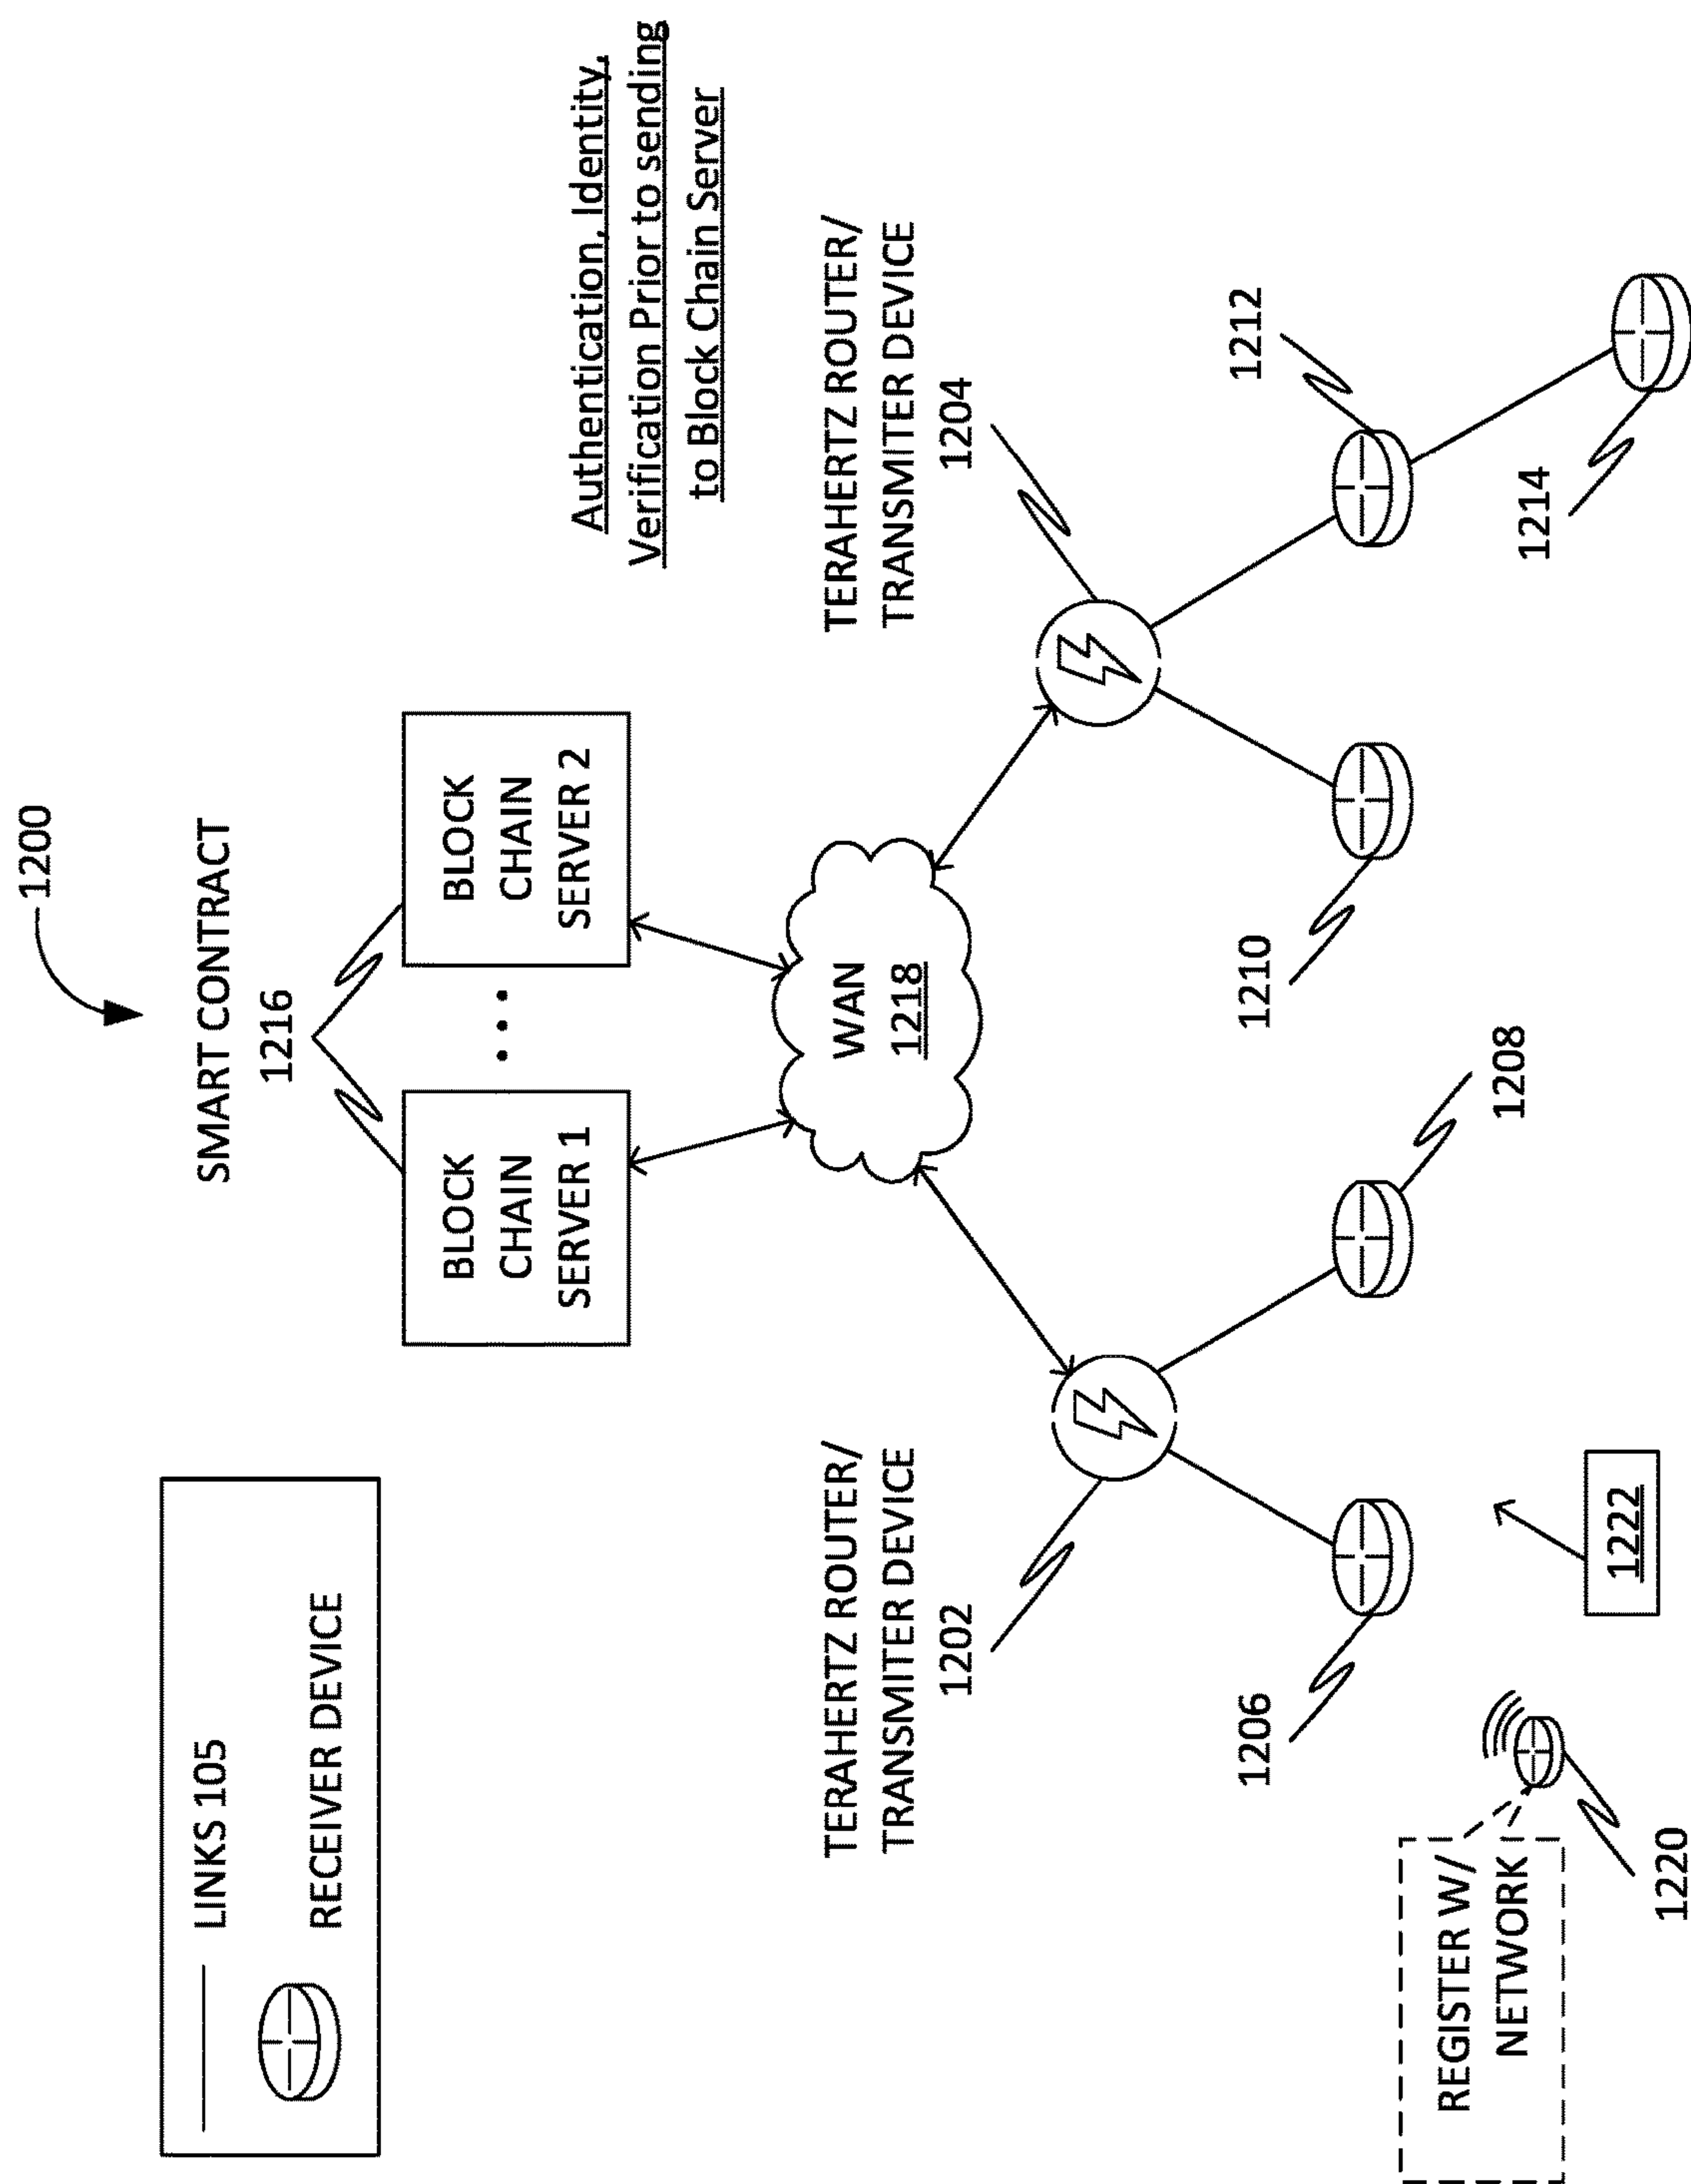 1200
LINKS 105
RECEIVER DEVICE
SMART CONTRACT
1216
BLOCK
CHAIN
SERVER 1
BLOCK
CHAIN
SERVER 2
Authentication, Identity,
Verification Prior to sending
to Block Chain Server
WAN
1218
TERAHERTZ ROUTER/
TRANSMITER DEVICE
1202
TERAHERTZ ROUTER/
TRANSMITER DEVICE
1204
1206
1208
1210
1212
1214
REGISTER W/
NETWORK
1220
1222